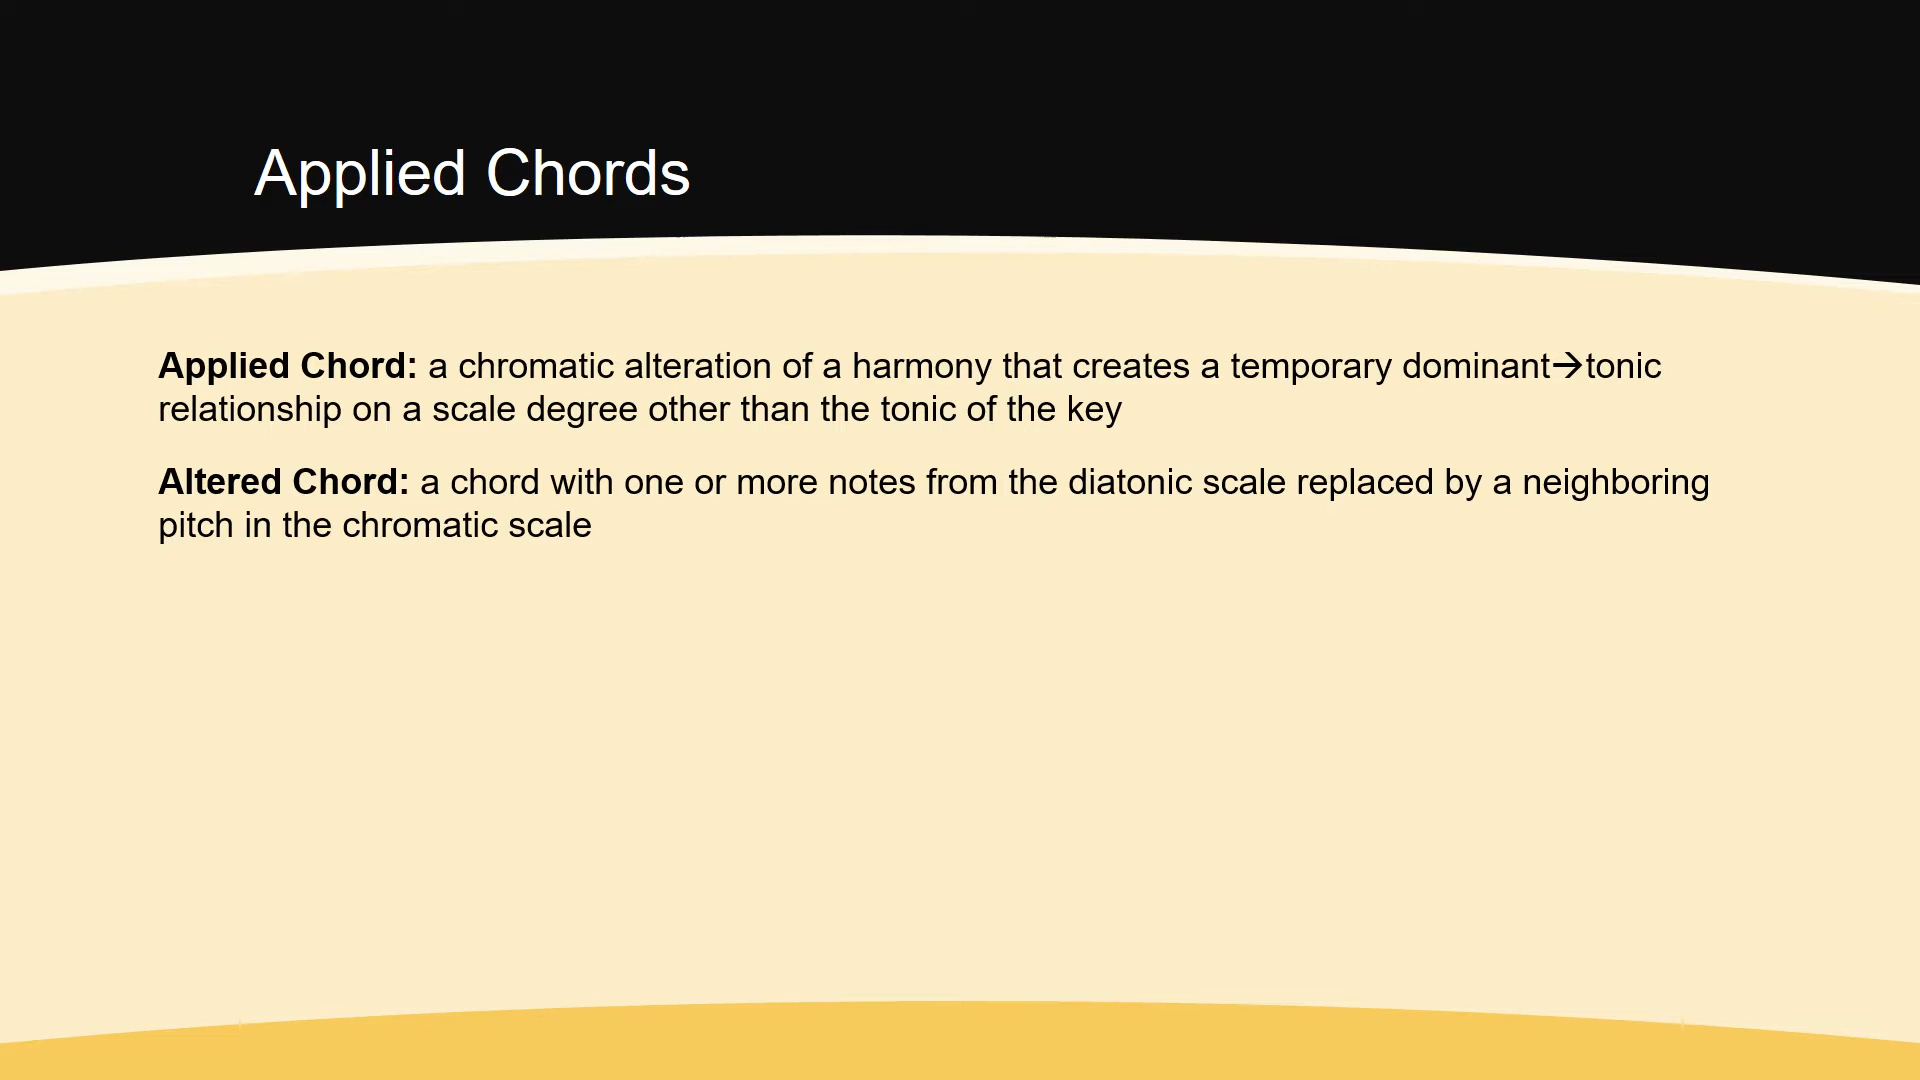 Applied Chords
Applied Chord: a chromatic alteration of a harmony that creates a temporary dominant→tonic
relationship on a scale degree other than the tonic of the key
Altered Chord: a chord with one or more notes from the diatonic scale replaced by a neighboring
pitch in the chromatic scale